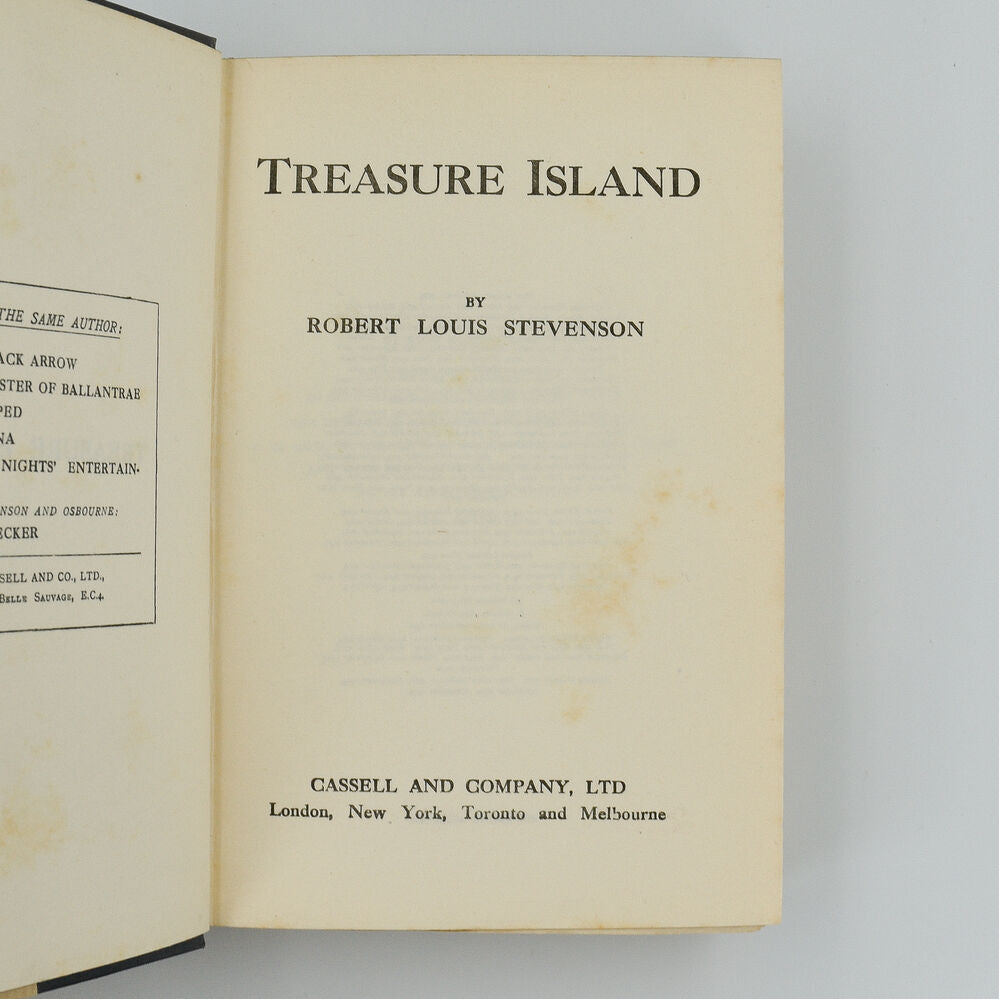 THE SAME AUTHOR:
ACK ARROW
STER OF BALLANTRAE
PED
NA
NIGHTS' ENTERTAIN-
NSON AND OSBOURNE:
ECKER
SELL AND CO., LTD.,
BELLE SAUVAGE, E.C.4.
TREASURE ISLAND
BY
ROBERT LOUIS STEVENSON
CASSELL AND COMPANY, LTD
London, New York, Toronto and Melbourne